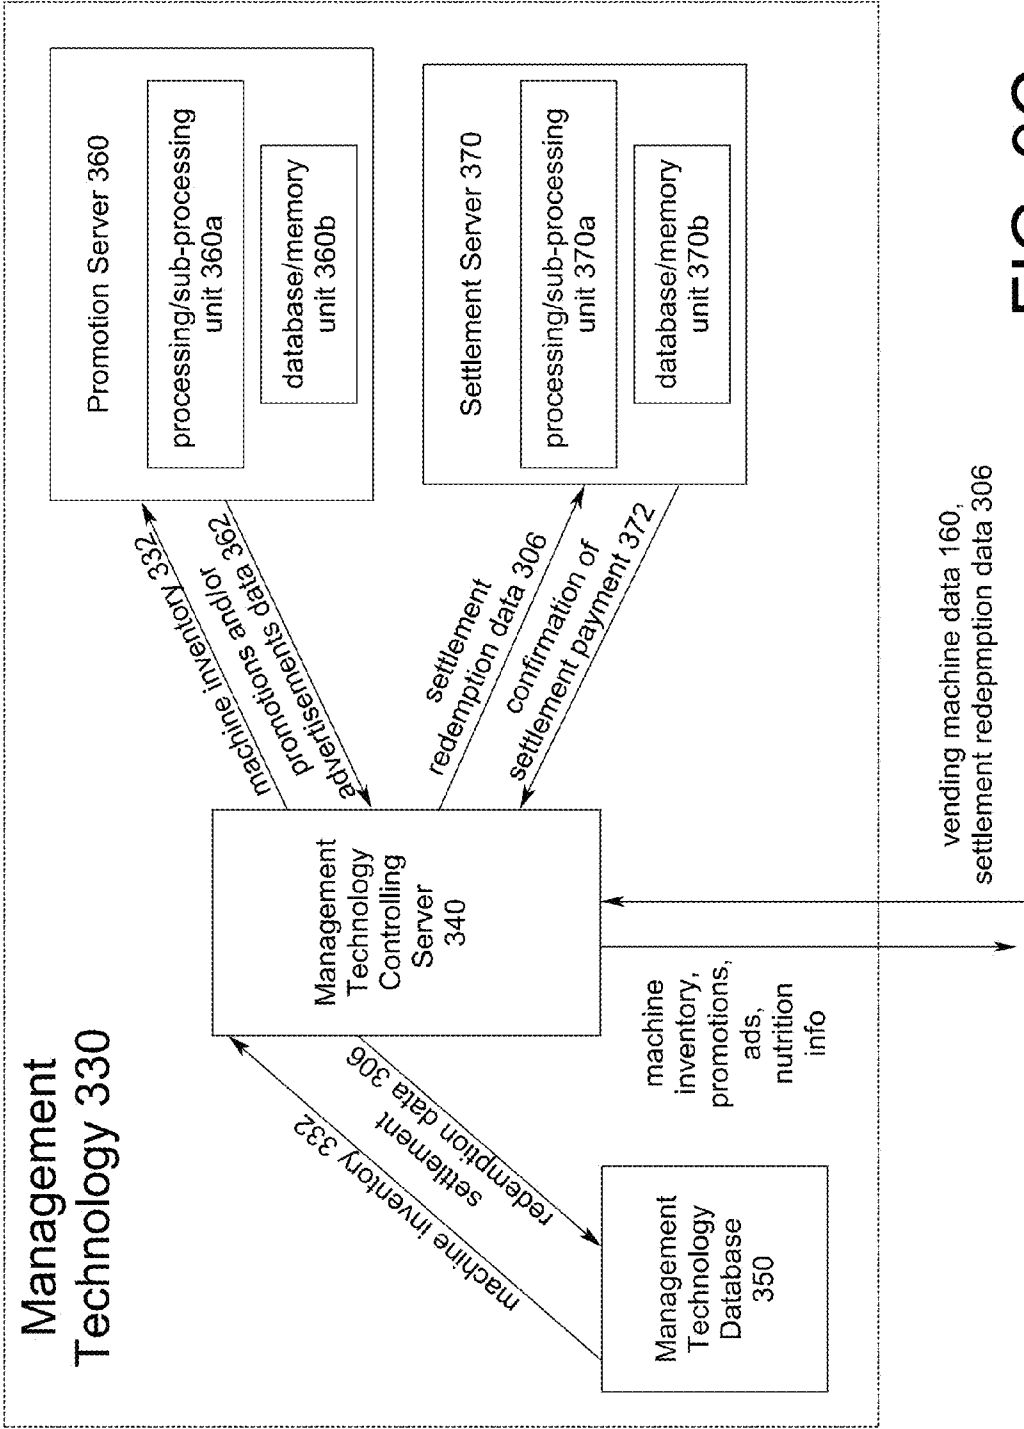 Management
Technology 330
Promotion Server 360
processing/sub-processing
unit 360a
database/memory
unit 360b
machine inventory 332
promotions and/or
advertisements data 362
Settlement Server 370
processing/sub-processing
unit 370a
database/memory
unit 370b
settlement
redemption data 306
confirmation of
settlement payment 372
Management
Technology
Controlling
Server
340
machine inventory 332
settlement
redemption data 306
Management
Technology
Database
350
machine
inventory,
promotions,
ads,
nutrition
info
vending machine data 160,
settlement redepmption data 306